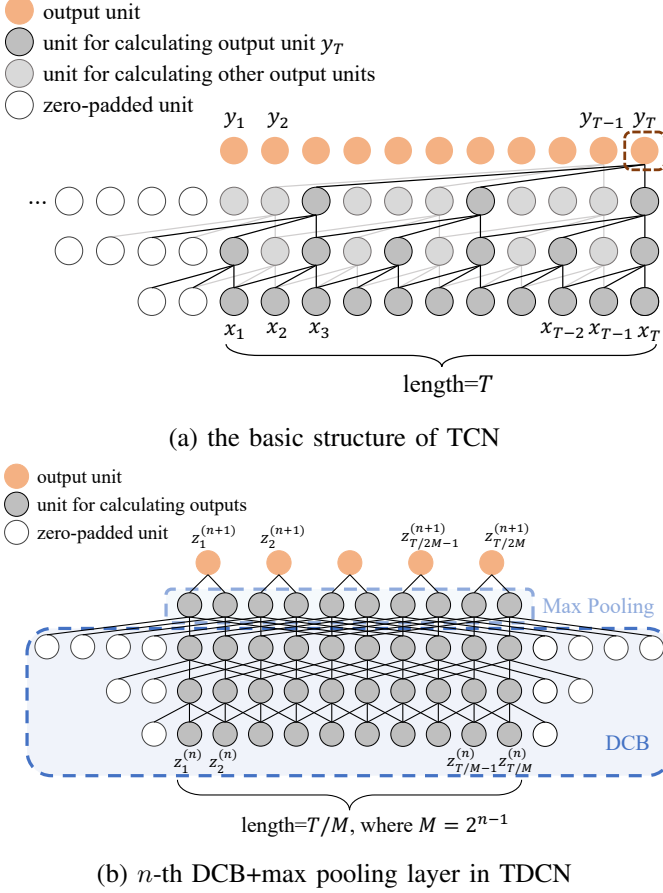 output unit
unit for calculating output unit $y_T$
unit for calculating other output units
zero-padded unit
$y_1$ $y_2$ $y_{T-1}$ $y_T$
...
$x_1$ $x_2$ $x_3$ $x_{T-2}$ $x_{T-1}$ $x_T$
length=$T$
(a) the basic structure of TCN
output unit
unit for calculating outputs
zero-padded unit
$z_1^{(n+1)}$ $z_2^{(n+1)}$ $z_{T/2M-1}^{(n+1)}$ $z_{T/2M}^{(n+1)}$
Max Pooling
DCB
$z_1^{(n)}$ $z_2^{(n)}$ $z_{T/M-1}^{(n)}$ $z_{T/M}^{(n)}$
length=$T/M$, where $M = 2^{n-1}$
(b) $n$-th DCB+max pooling layer in TDCN